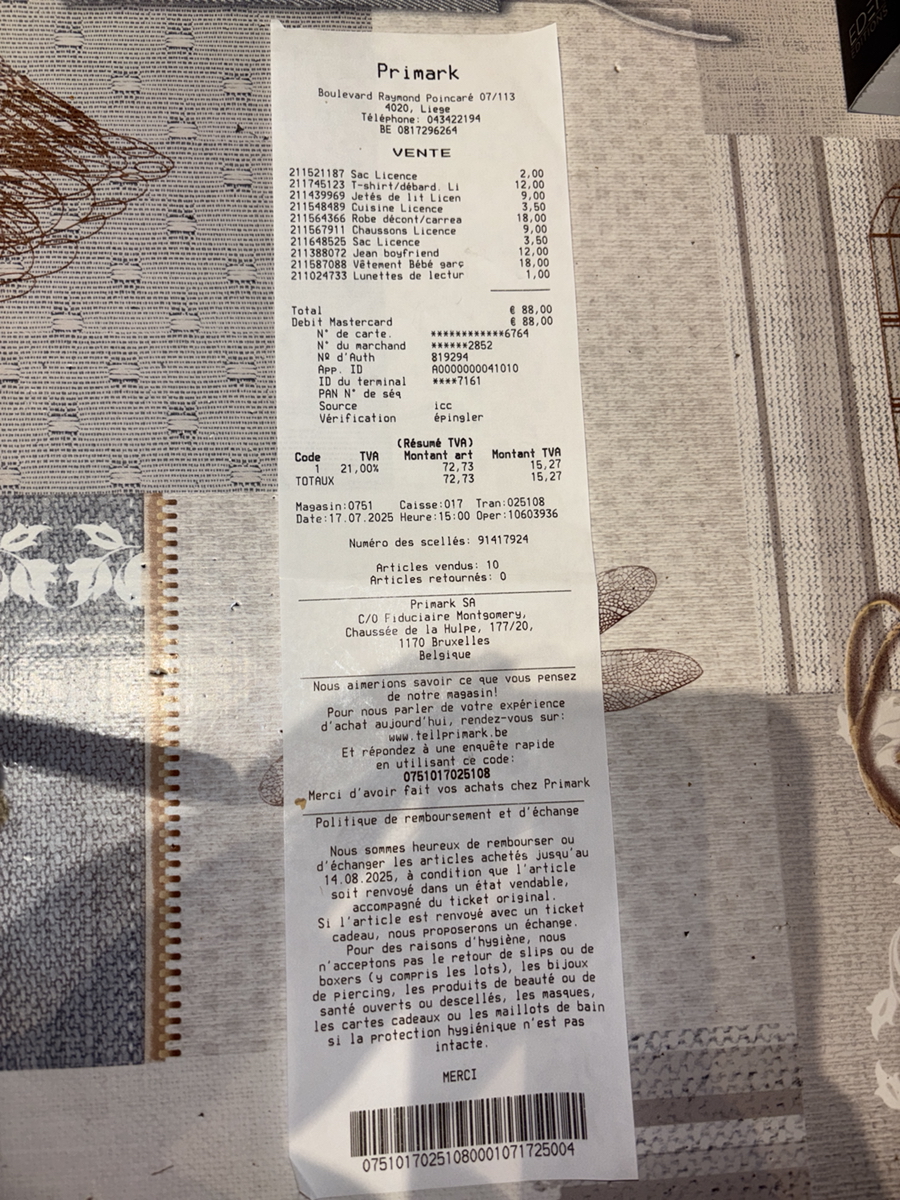 Primark
Boulevard Raymond Poincaré 07/113
4020, Liege
Téléphone: 043422194
BE 0817296264
VENTE
211521187 Sac Licence 2,00
211745123 T-shirt/débard. Li 12,00
211439969 Jetés de lit Licen 9,00
211548489 Cuisine Licence 3,50
211564366 Robe décont/carrea 18,00
211567911 Chaussons Licence 9,00
211648525 Sac Licence 3,50
211388072 Jean boyfriend 12,00
211587088 Vêtement Bébé garç 18,00
211024733 Lunettes de lectur 1,00
Total € 88,00
Debit Mastercard € 88,00
N° de carte. ************6764
N° du marchand ******2852
Nº d'Auth 819294
App. ID A0000000041010
ID du terminal ****7161
PAN N° de séq
Source icc
Vérification épingler
(Résumé TVA)
Code TVA Montant art Montant TVA
1 21,00% 72,73 15,27
TOTAUX 72,73 15,27
Magasin:0751 Caisse:017 Tran:025108
Date:17.07.2025 Heure:15:00 Oper:10603936
Numéro des scellés: 91417924
Articles vendus: 10
Articles retournés: 0
Primark SA
C/O Fiduciaire Montgomery,
Chaussée de la Hulpe, 177/20,
1170 Bruxelles
Belgique
Nous aimerions savoir ce que vous pensez
de notre magasin!
Pour nous parler de votre expérience
d'achat aujourd'hui, rendez-vous sur:
www.tellprimark.be
Et répondez à une enquête rapide
en utilisant ce code:
0751017025108
Merci d'avoir fait vos achats chez Primark
Politique de remboursement et d'échange
Nous sommes heureux de rembourser ou
d'échanger les articles achetés jusqu'au
14.08.2025, à condition que l'article
soit renvoyé dans un état vendable,
accompagné du ticket original.
Si l'article est renvoyé avec un ticket
cadeau, nous proposerons un échange.
Pour des raisons d'hygiène, nous
n'acceptons pas le retour de slips ou de
boxers (y compris les lots), les bijoux
de piercing, les produits de beauté ou de
santé ouverts ou descellés, les masques,
les cartes cadeaux ou les maillots de bain
si la protection hygiénique n'est pas
intacte.
MERCI
07510170251080001071725004